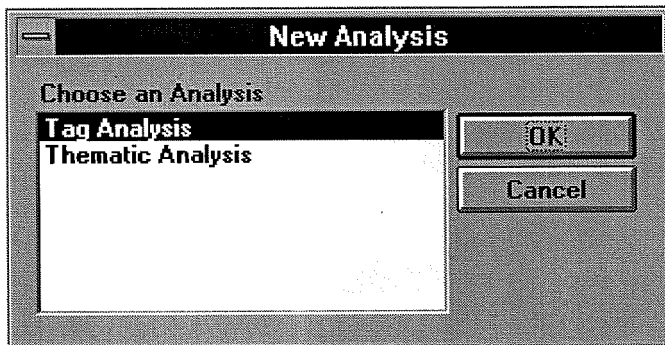 New Analysis
Choose an Analysis
Tag Analysis
Thematic Analysis
OK
Cancel